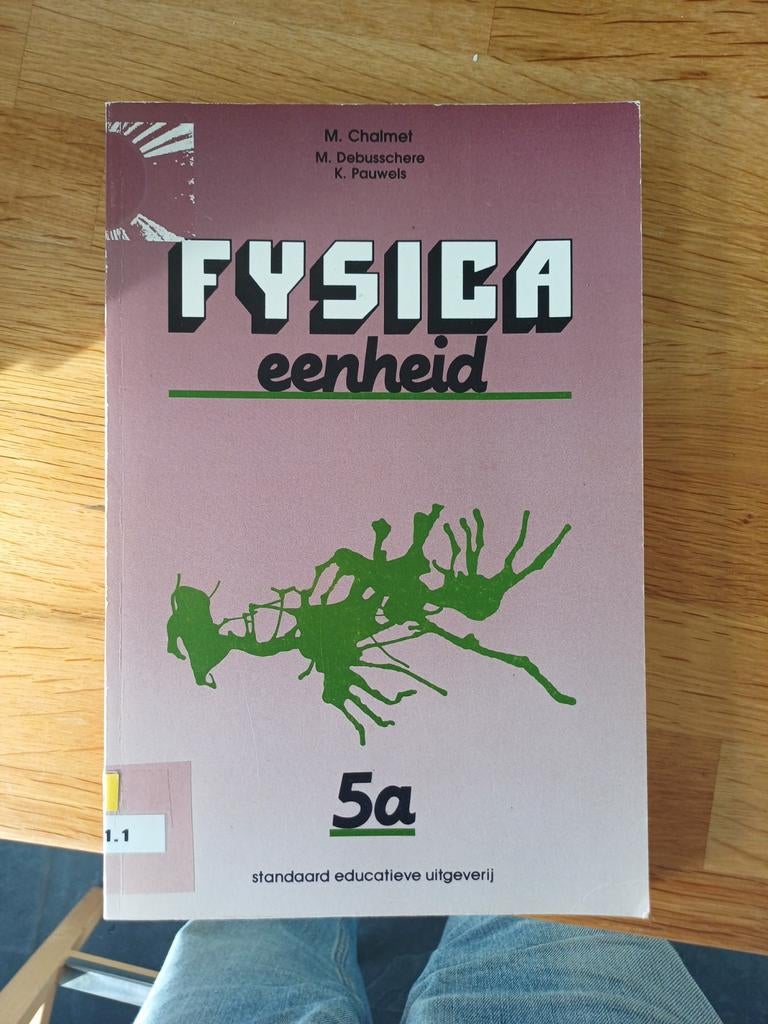 M. Chalmet
M. Debusschere
K. Pauwels
FYSICA
eenheid
5a
1.1
standaard educatieve uitgeverij